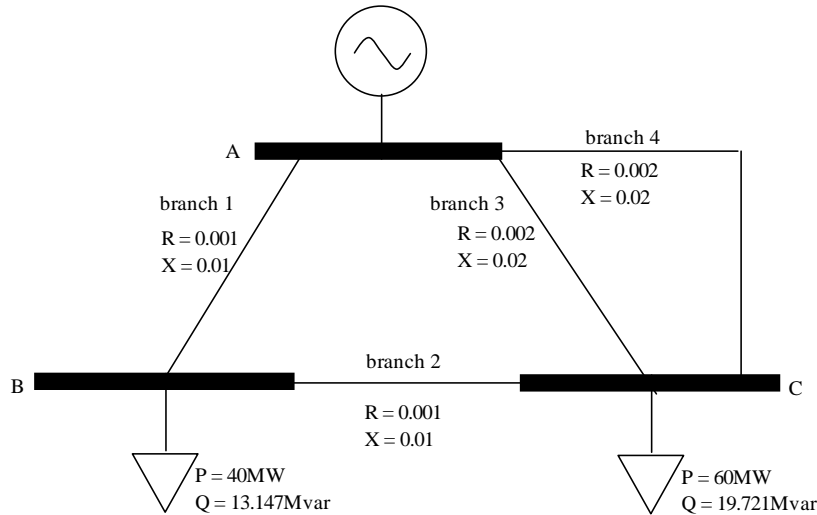 branch 4
A
R = 0.002
X = 0.02
branch 1
branch 3
R = 0.001
X = 0.01
R = 0.002
X = 0.02
branch 2
B
C
R = 0.001
X = 0.01
P = 40MW
Q = 13.147Mvar
P = 60MW
Q = 19.721Mvar